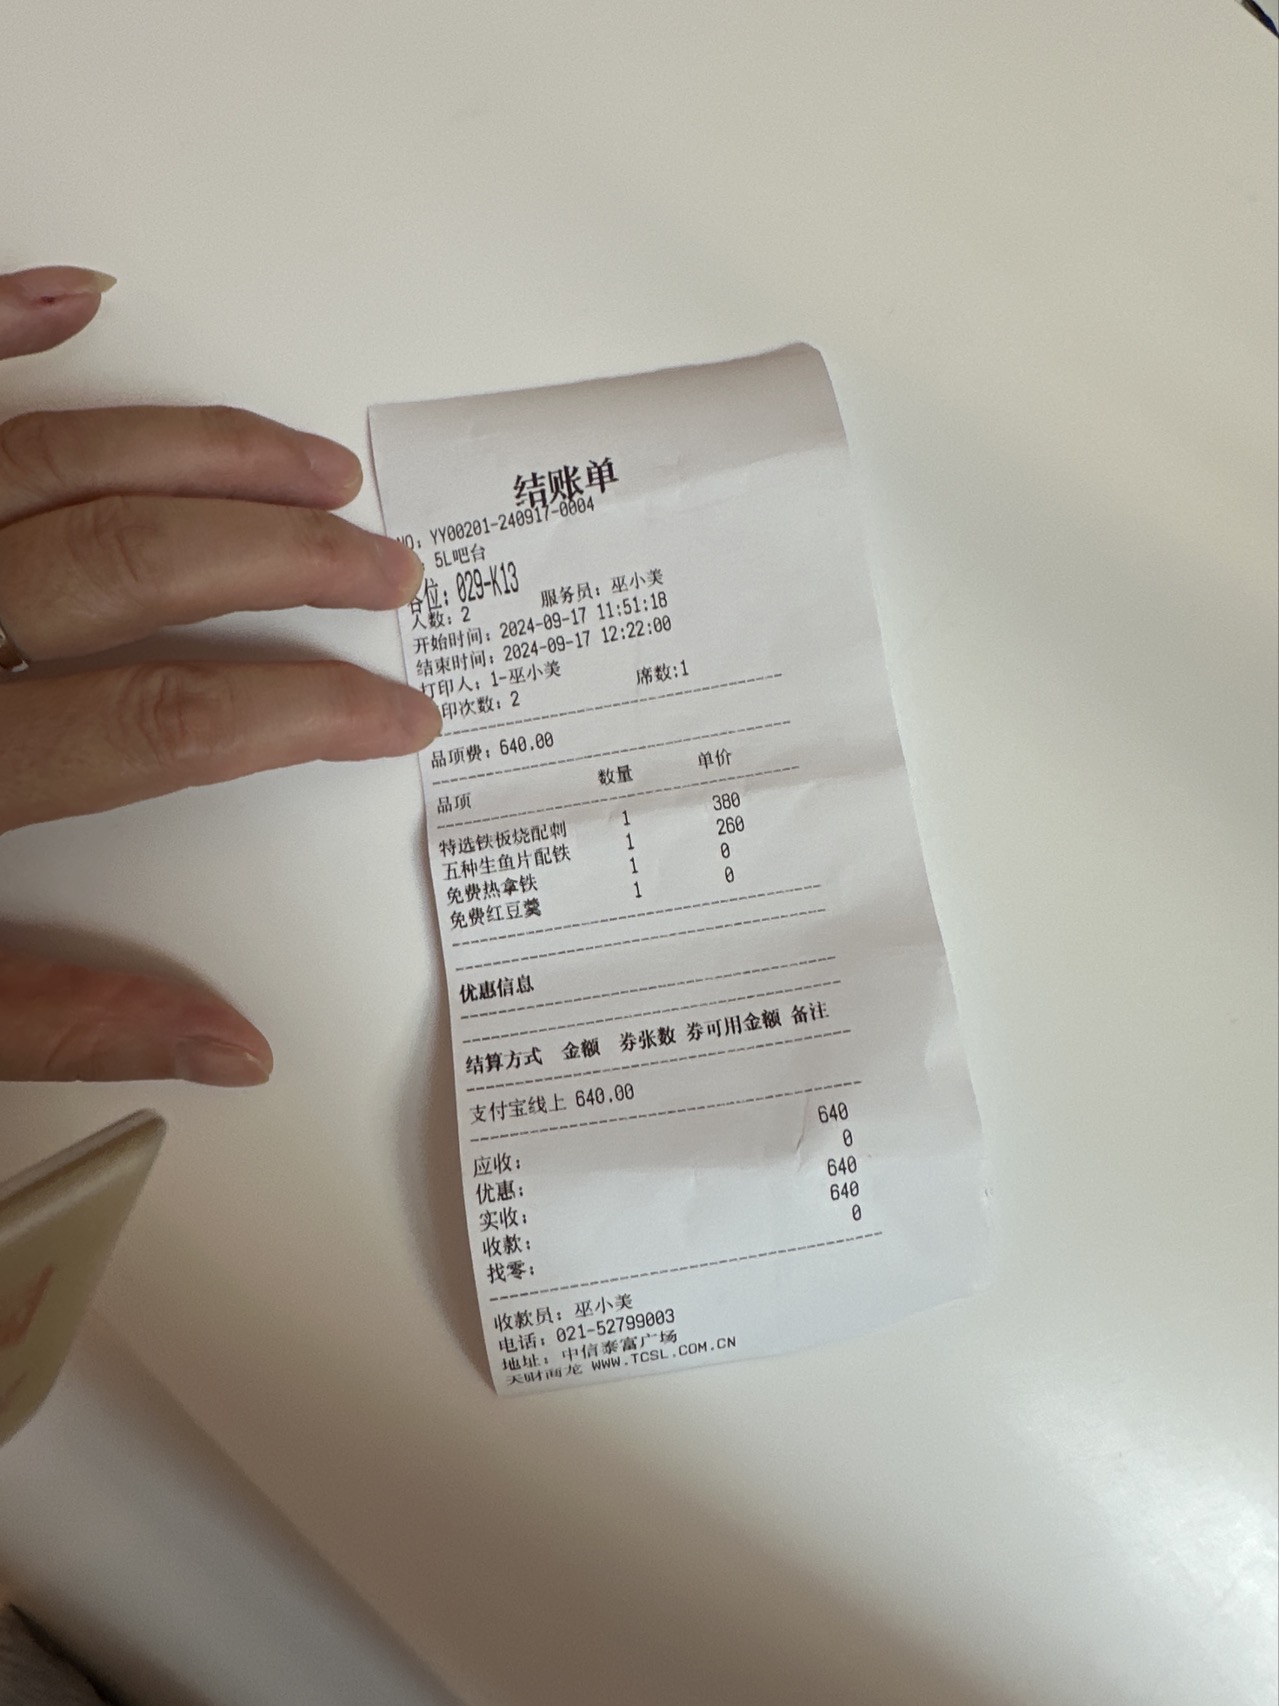 结账单
NO: YY00201-240917-0004
: 5L吧台
客位: 029-K13
人数: 2 服务员: 巫小美
开始时间: 2024-09-17 11:51:18
结束时间: 2024-09-17 12:22:00
打印人: 1-巫小美 席数:1
印次数: 2
品项费: 640.00
品项 数量 单价
特选铁板烧配刺 1 380
五种生鱼片配铁 1 260
免费热拿铁 1 0
免费红豆羹 1 0
优惠信息
结算方式 金额 券张数 券可用金额 备注
支付宝线上 640.00
应收: 640
优惠: 0
实收: 640
收款: 640
找零: 0
收款员: 巫小美
电话: 021-52799003
地址: 中信泰富广场
天财商龙 WWW.TCSL.COM.CN